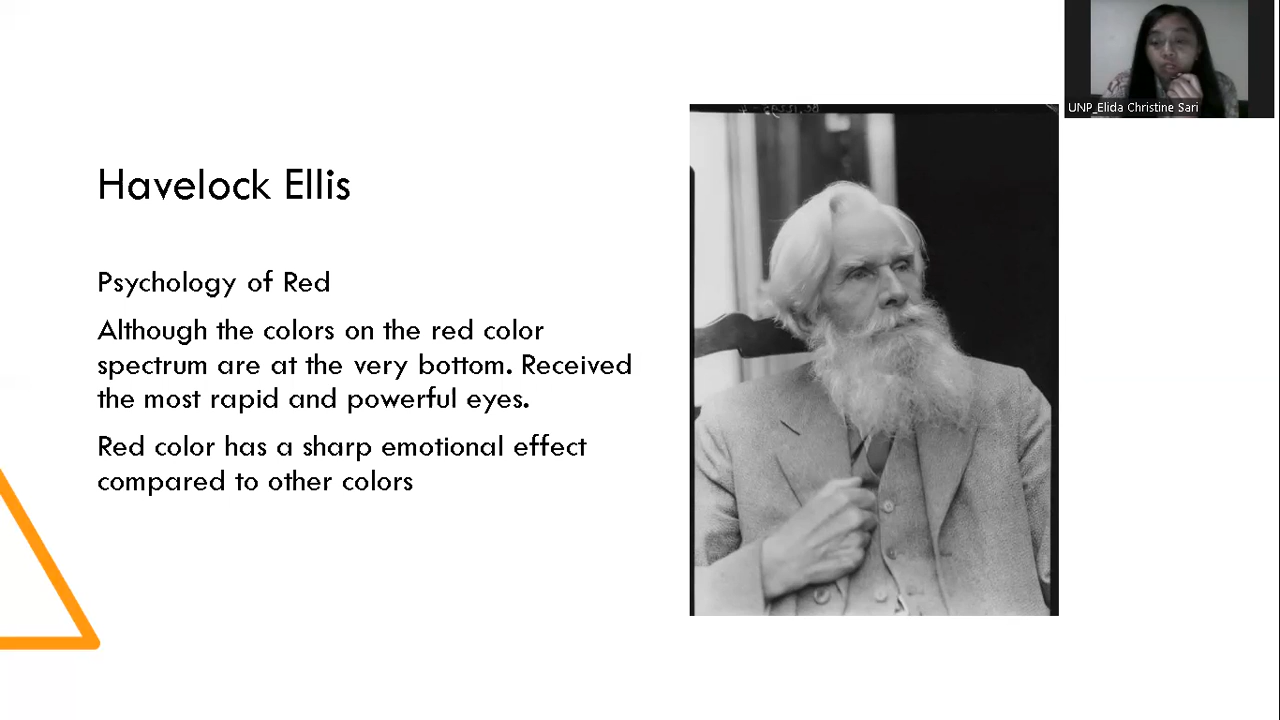 Havelock Ellis
Psychology of Red
Although the colors on the red color
spectrum are at the very bottom. Received
the most rapid and powerful eyes.
Red color has a sharp emotional effect
compared to other colors
UNP_Elida Christine Sari